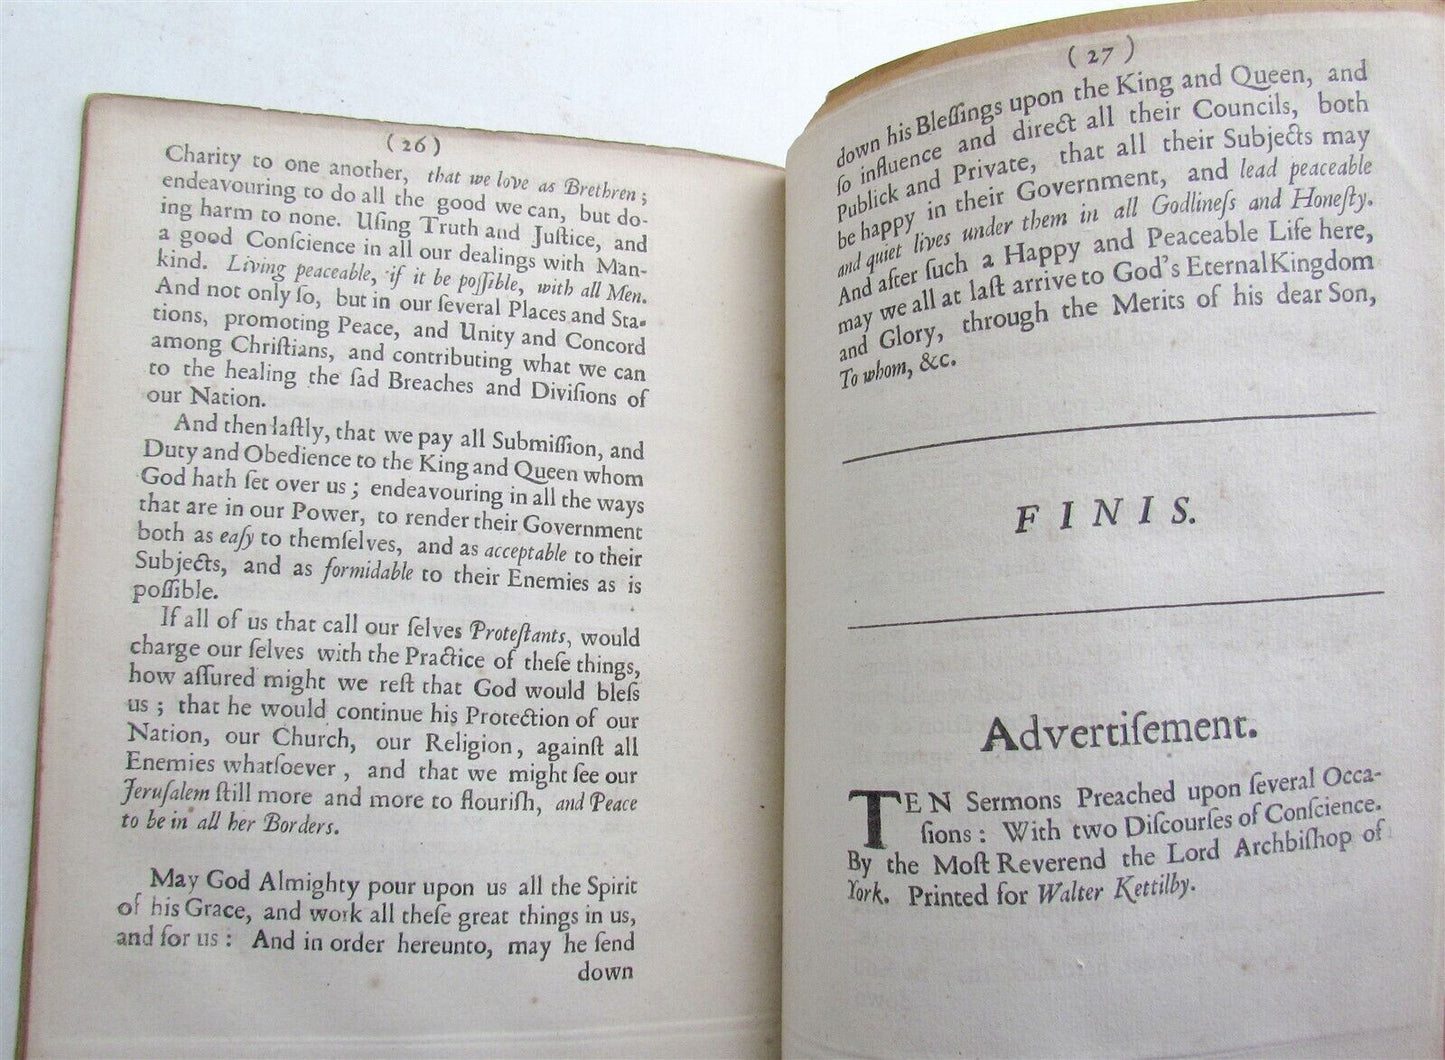 (26)
Charity to one another, that we love as Brethren;
endeavouring to do all the good we can, but do-
ing harm to none. Uſing Truth and Juſtice, and
a good Conſcience in all our dealings with Man-
kind. Living peaceable, if it be poſſible, with all Men.
And not only ſo, but in our ſeveral Places and Sta-
tions, promoting Peace, and Unity and Concord
among Chriſtians, and contributing what we can
to the healing the ſad Breaches and Diviſions of
our Nation.
And then laſtly, that we pay all Submiſſion, and
Duty and Obedience to the King and Queen whom
God hath ſet over us; endeavouring in all the ways
that are in our Power, to render their Government
both as eaſy to themſelves, and as acceptable to their
Subjects, and as formidable to their Enemies as is
poſſible.
If all of us that call our ſelves Proteſtants, would
charge our ſelves with the Practice of theſe things,
how aſſured might we reſt that God would bleſs
us; that he would continue his Protection of our
Nation, our Church, our Religion, againſt all
Enemies whatſoever, and that we might ſee our
Jeruſalem ſtill more and more to flouriſh, and Peace
to be in all her Borders.
May God Almighty pour upon us all the Spirit
of his Grace, and work all theſe great things in us,
and for us: And in order hereunto, may he ſend
down
(27)
down his Bleſſings upon the King and Queen, and
ſo influence and direct all their Councils, both
Publick and Private, that all their Subjects may
be happy in their Government, and lead peaceable
and quiet lives under them in all Godlineſs and Honeſty.
And after ſuch a Happy and Peaceable Life here,
may we all at laſt arrive to God's Eternal Kingdom
and Glory, through the Merits of his dear Son,
To whom, &c.
FINIS.
Advertiſement.
TEN Sermons Preached upon ſeveral Occa-
ſions: With two Diſcourſes of Conſcience.
By the Moſt Reverend the Lord Archbiſhop of
York. Printed for Walter Kettilby.